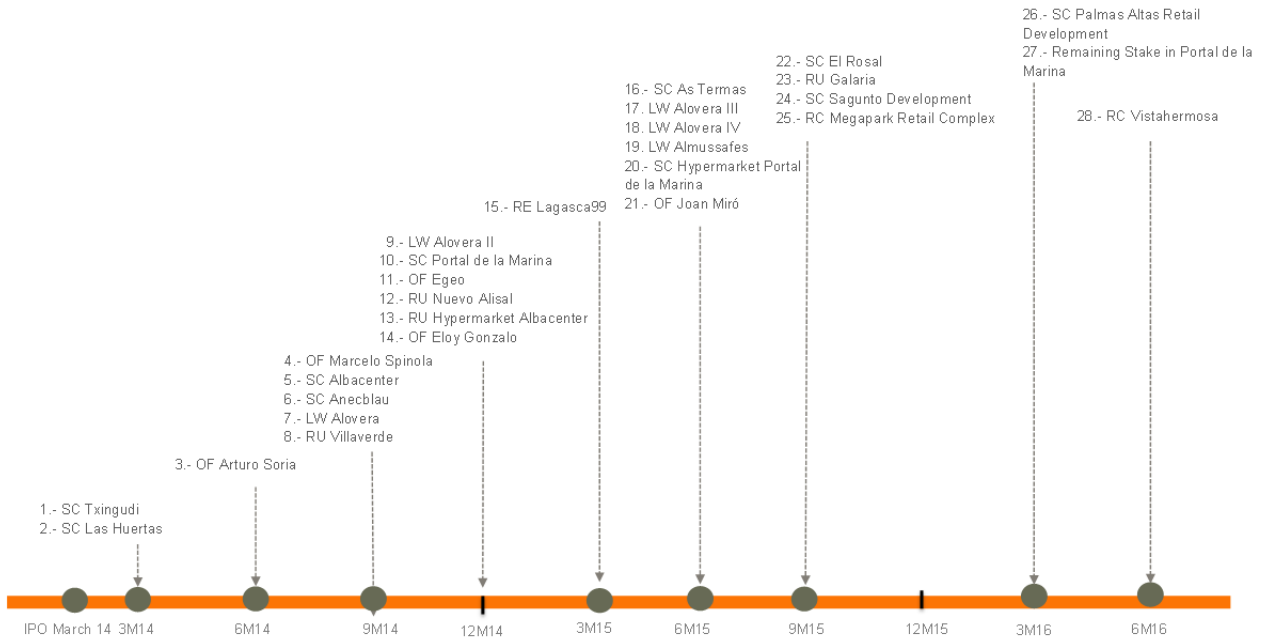 26.- SC Palmas Altas Retail
Development
27.- Remaining Stake in Portal de la
Marina
22.- SC El Rosal
23.- RU Galaria
24.- SC Sagunto Development
25.- RC Megapark Retail Complex
28.- RC Vistahermosa
16.- SC As Termas
17. LW Alovera III
18. LW Alovera IV
19. LW Almussafes
20.- SC Hypermarket Portal
de la Marina
21.- OF Joan Miró
15.- RE Lagasca99
9.- LW Alovera II
10.- SC Portal de la Marina
11.- OF Egeo
12.- RU Nuevo Alisal
13.- RU Hypermarket Albacenter
14.- OF Eloy Gonzalo
4.- OF Marcelo Spinola
5.- SC Albacenter
6.- SC Anecblau
7.- LW Alovera
8.- RU Villaverde
3.- OF Arturo Soria
1.- SC Txingudi
2.- SC Las Huertas
IPO March 14 3M14 6M14 9M14 12M14 3M15 6M15 9M15 12M15 3M16 6M16